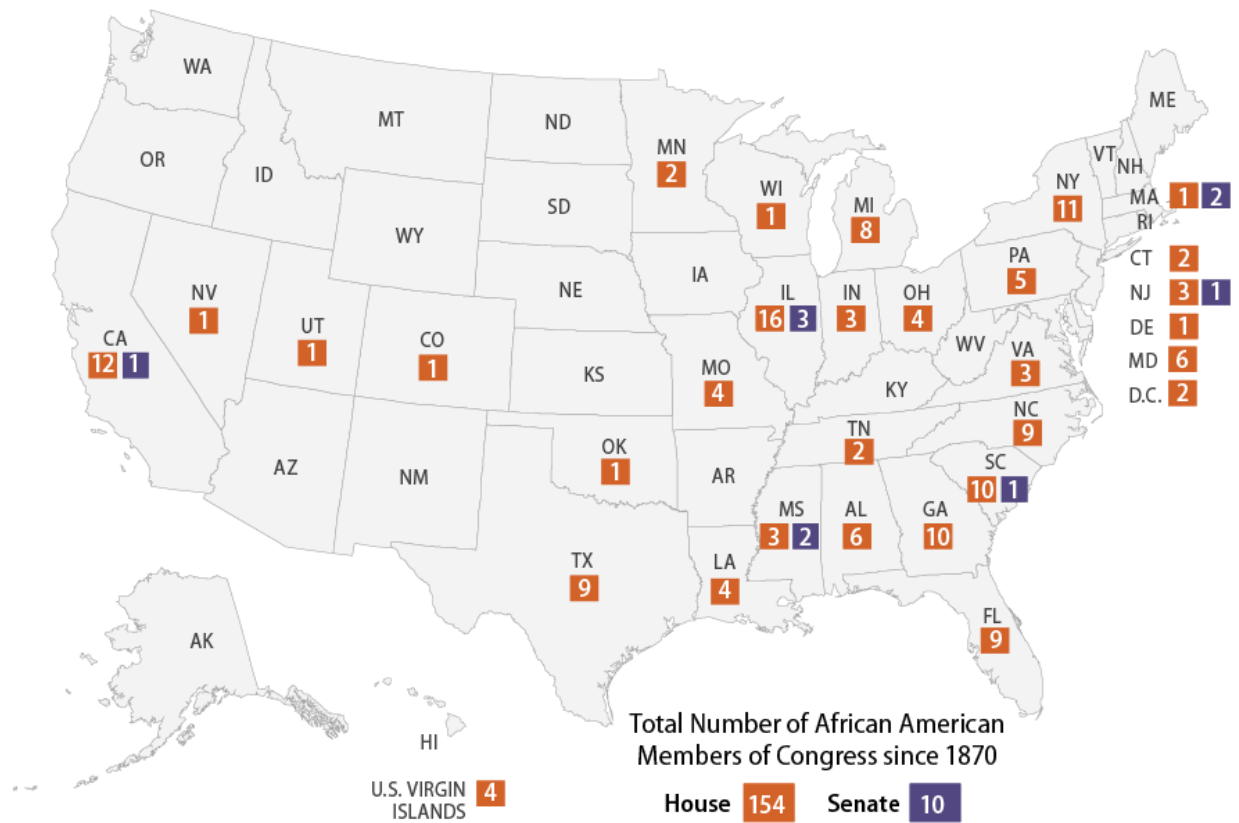 WA
MT
ND
MN
2
OR
ID
SD
WI
1
MI
8
WY
NY
11
VT
NH
ME
MA 1 2
RI
IA
NE
PA
5
CT 2
NV
1
UT
1
CO
1
IL
16 3
IN
3
OH
4
NJ 3 1
CA
12 1
DE 1
WV
VA
3
MD 6
KS
MO
4
KY
D.C. 2
NC
9
TN
2
AZ
NM
OK
1
AR
SC
10 1
MS
3 2
AL
6
GA
10
TX
9
LA
4
FL
9
AK
HI
Total Number of African American
Members of Congress since 1870
U.S. VIRGIN 4
ISLANDS
House 154 Senate 10